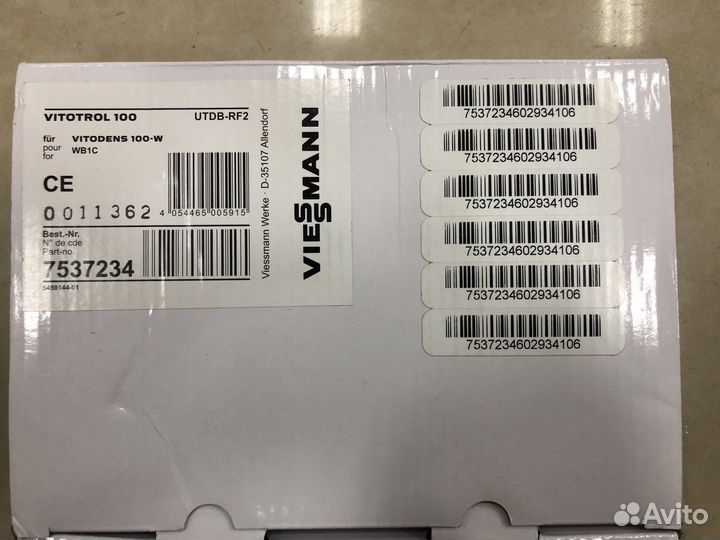 VITOTROL 100 UTDB-RF2
für VITODENS 100-W
pour WB1C
for
CE
0011362
4 054465 005915
Best.-Nr.
N° de cde
Part-no.
7537234
5459144-01
Viessmann Werke · D-35107 Allendorf
VIESSMANN
7537234602934106
7537234602934106
7537234602934106
7537234602934106
7537234602934106
7537234602934106
Avito